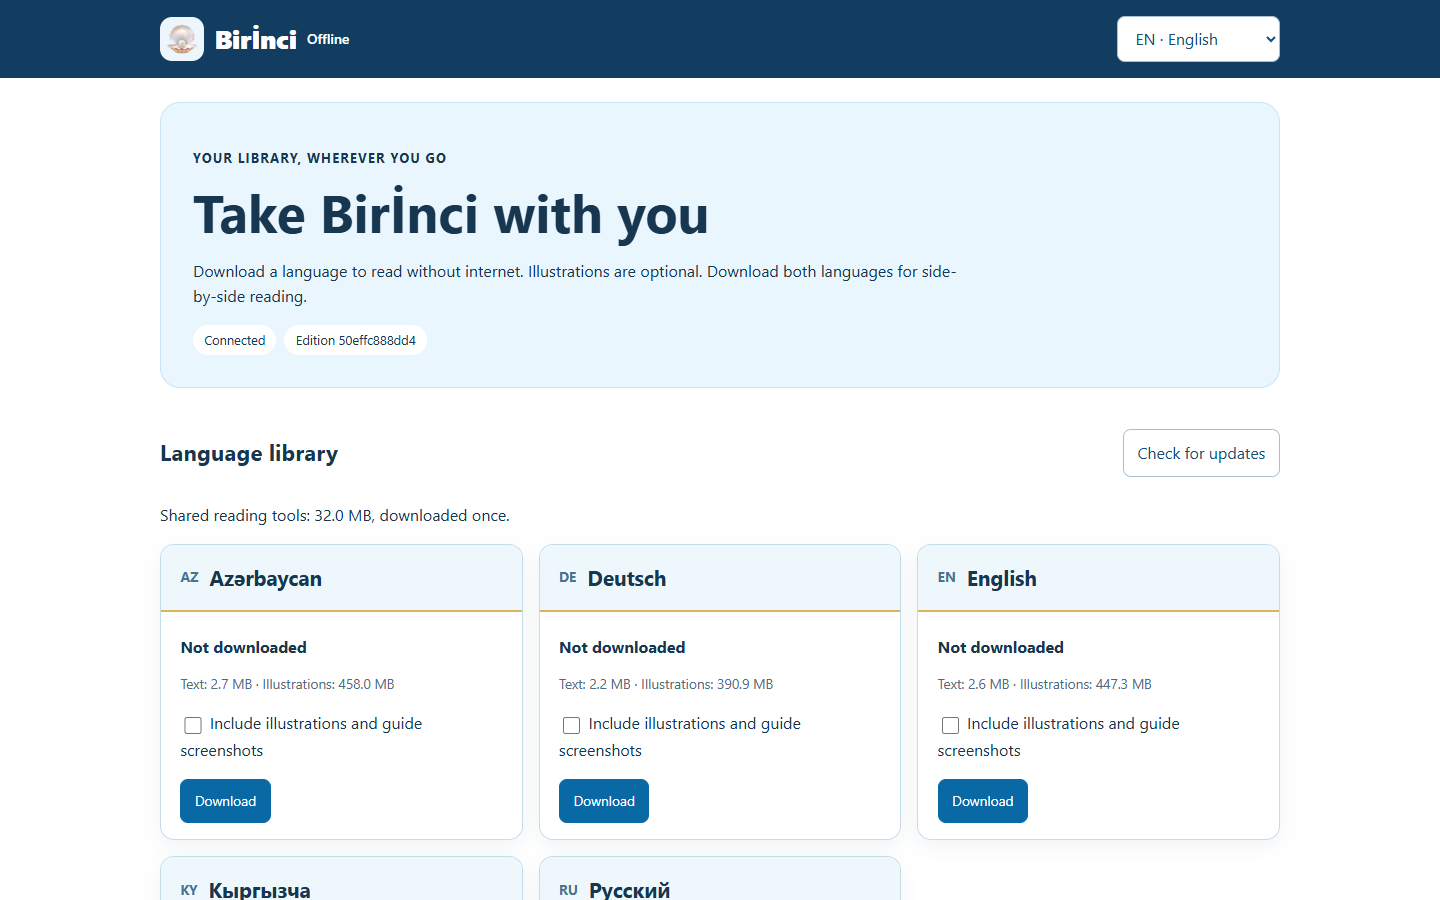 Birİnci Offline
EN · English
YOUR LIBRARY, WHEREVER YOU GO
Take Birİnci with you
Download a language to read without internet. Illustrations are optional. Download both languages for side-
by-side reading.
Connected
Edition 50effc888dd4
Language library
Check for updates
Shared reading tools: 32.0 MB, downloaded once.
AZ Azərbaycan
Not downloaded
Text: 2.7 MB · Illustrations: 458.0 MB
Include illustrations and guide
screenshots
Download
DE Deutsch
Not downloaded
Text: 2.2 MB · Illustrations: 390.9 MB
Include illustrations and guide
screenshots
Download
EN English
Not downloaded
Text: 2.6 MB · Illustrations: 447.3 MB
Include illustrations and guide
screenshots
Download
KY Кыргызча
RU Русский